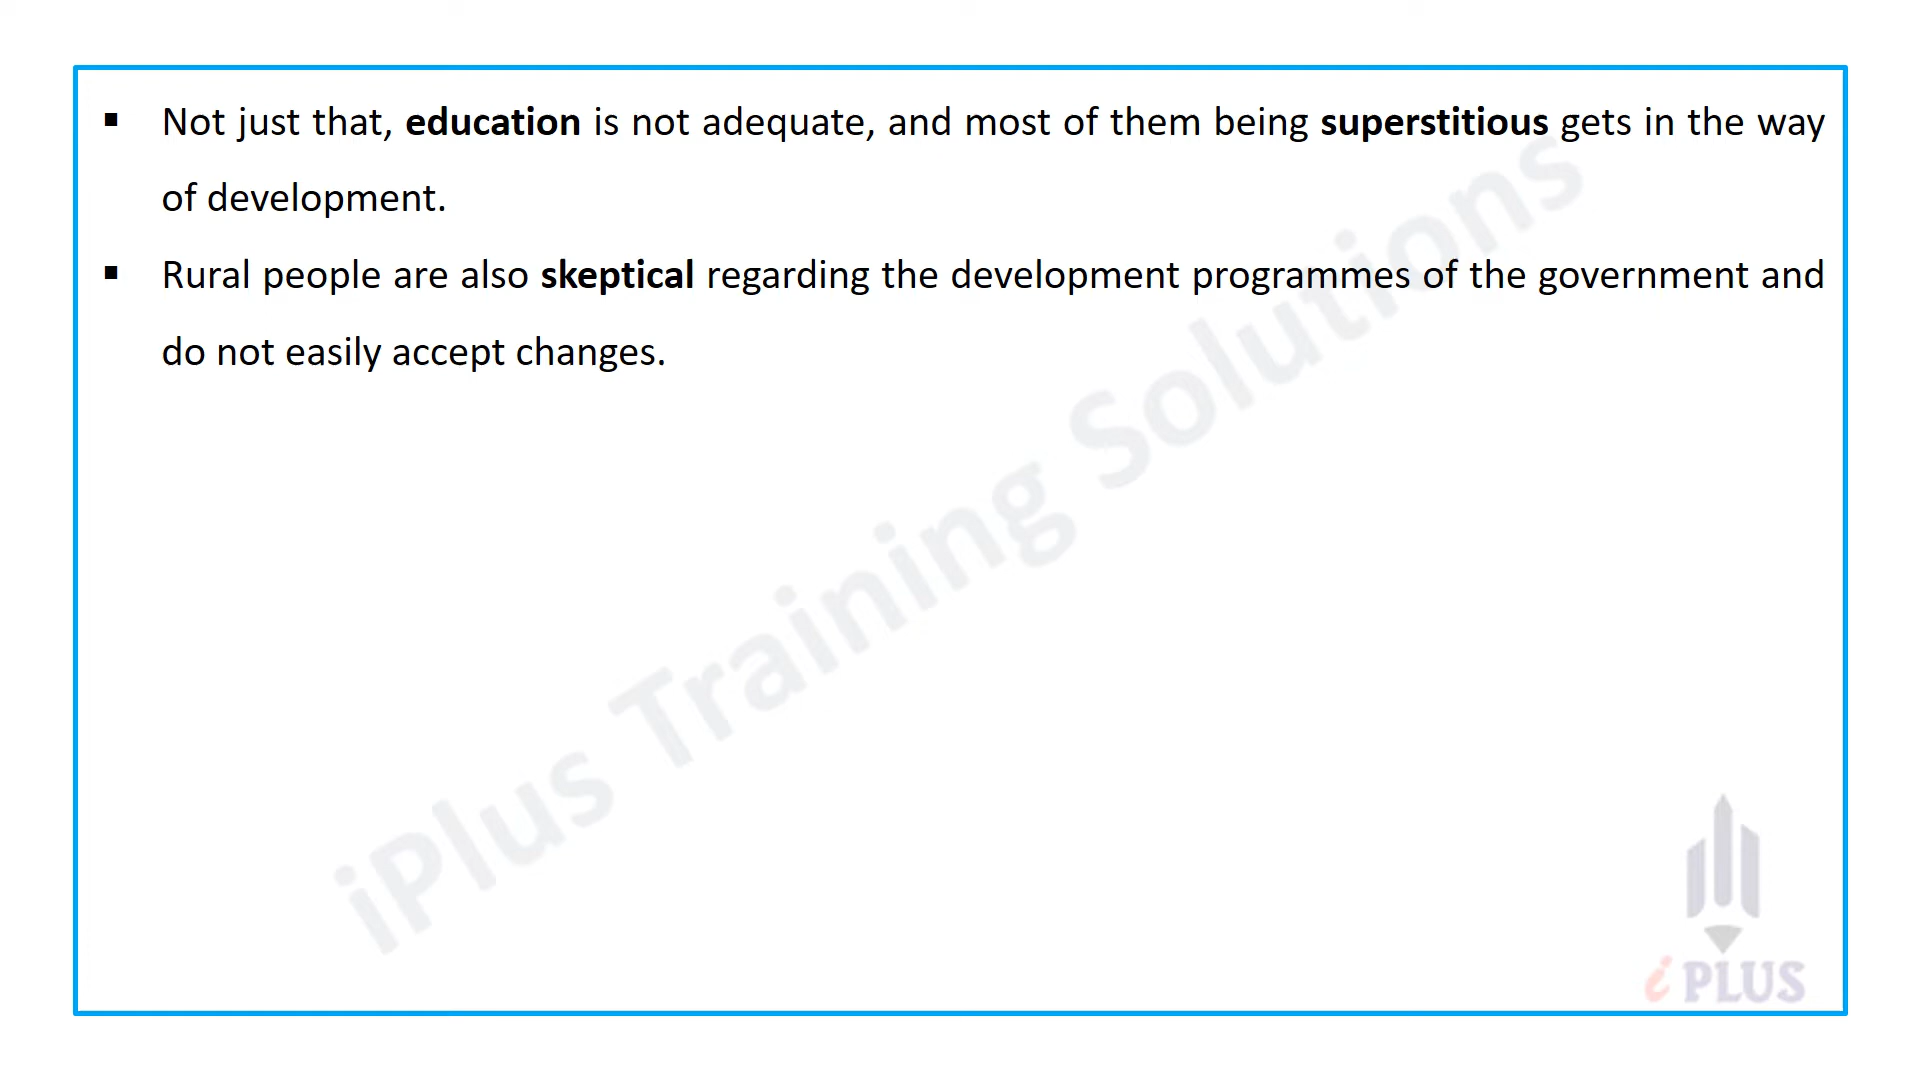 ▪ Not just that, education is not adequate, and most of them being superstitious gets in the way
of development.
▪ Rural people are also skeptical regarding the development programmes of the government and
do not easily accept changes.
iPlus Training Solutions
i PLUS